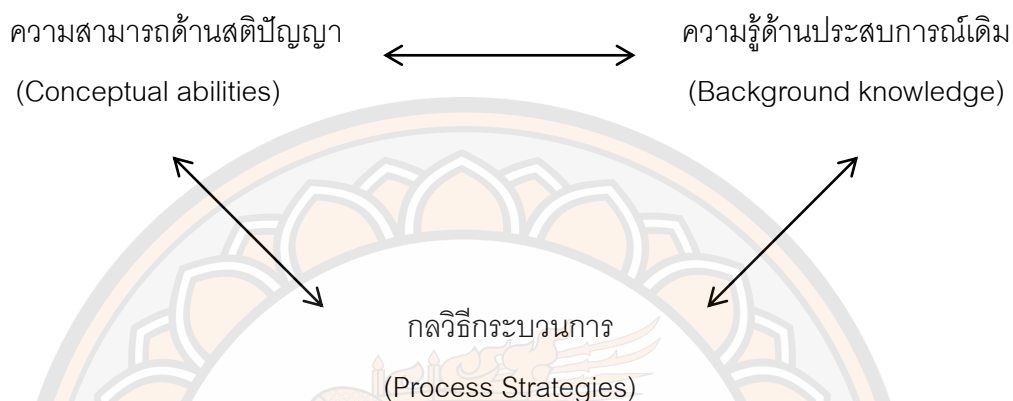 ความสามารถด้านสติปัญญา
(Conceptual abilities)
ความรู้ด้านประสบการณ์เดิม
(Background knowledge)
กลวิธีกระบวนการ
(Process Strategies)